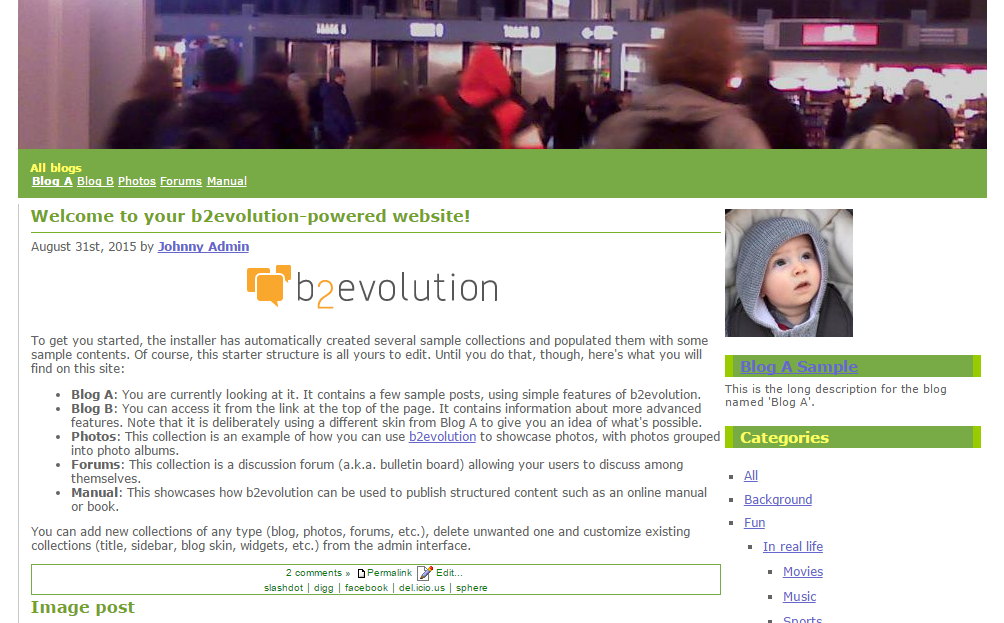 All blogs
Blog A Blog B Photos Forums Manual
Welcome to your b2evolution-powered website!
August 31st, 2015 by Johnny Admin
b2evolution
To get you started, the installer has automatically created several sample collections and populated them with some
sample contents. Of course, this starter structure is all yours to edit. Until you do that, though, here's what you will
find on this site:
• Blog A: You are currently looking at it. It contains a few sample posts, using simple features of b2evolution.
• Blog B: You can access it from the link at the top of the page. It contains information about more advanced
features. Note that it is deliberately using a different skin from Blog A to give you an idea of what's possible.
• Photos: This collection is an example of how you can use b2evolution to showcase photos, with photos grouped
into photo albums.
• Forums: This collection is a discussion forum (a.k.a. bulletin board) allowing your users to discuss among
themselves.
• Manual: This showcases how b2evolution can be used to publish structured content such as an online manual
or book.
You can add new collections of any type (blog, photos, forums, etc.), delete unwanted one and customize existing
collections (title, sidebar, blog skin, widgets, etc.) from the admin interface.
2 comments » Permalink Edit...
slashdot | digg | facebook | del.icio.us | sphere
Image post
Blog A Sample
This is the long description for the blog
named 'Blog A'.
Categories
All
Background
Fun
In real life
Movies
Music
Sports